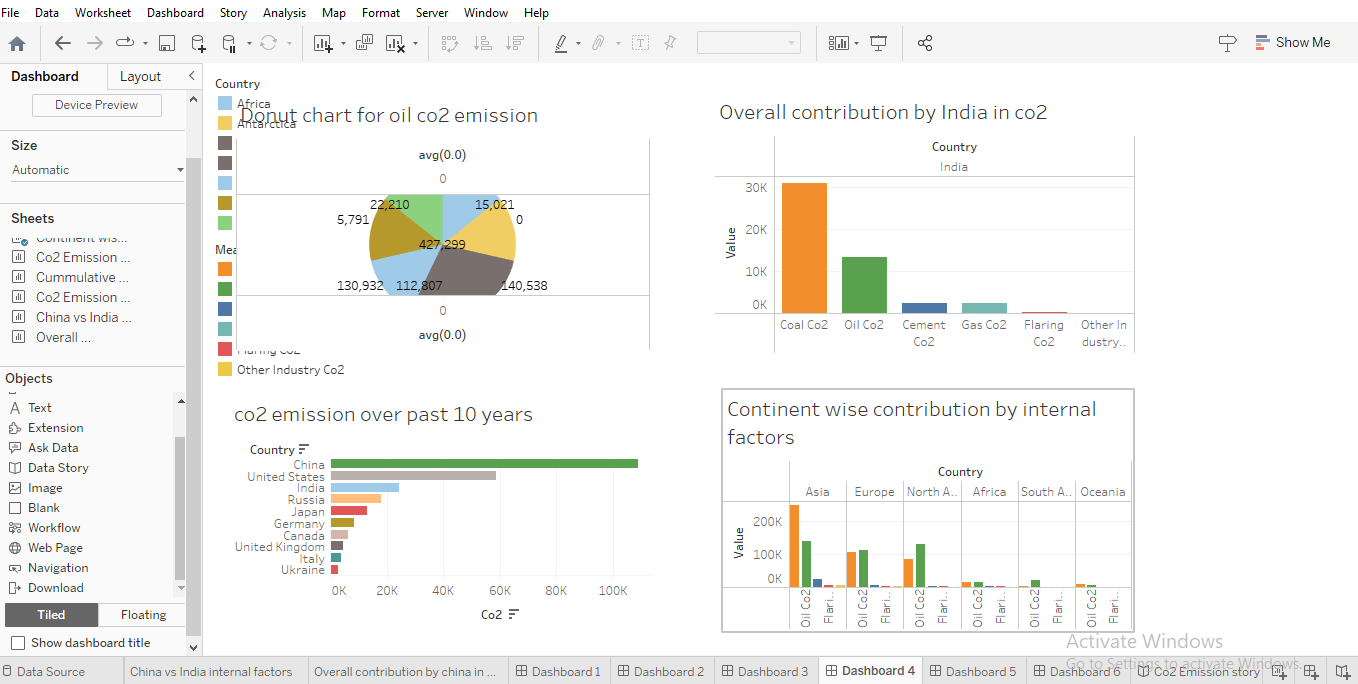 File Data Worksheet Dashboard Story Analysis Map Format Server Window Help
Show Me
Dashboard Layout
Device Preview
Size
Automatic
Sheets
Continent wis...
Co2 Emission ...
Cummulative ...
Co2 Emission ...
China vs India ...
Overall ...
Objects
Text
Extension
Ask Data
Data Story
Image
Blank
Workflow
Web Page
Navigation
Download
Tiled Floating
Show dashboard title
Country
Africa
Antarctica
Donut chart for oil co2 emission
avg(0.0)
0
22,210 15,021
5,791 0
427,299
130,932 112,807 140,538
0
avg(0.0)
Mea
Flaring Co2
Other Industry Co2
Overall contribution by India in co2
Country
India
30K
20K
10K
0K
Value
Coal Co2 Oil Co2 Cement Co2 Gas Co2 Flaring Co2 Other In dustry..
co2 emission over past 10 years
Country
China
United States
India
Russia
Japan
Germany
Canada
United Kingdom
Italy
Ukraine
0K 20K 40K 60K 80K 100K
Co2
Continent wise contribution by internal
factors
Country
Asia Europe North A.. Africa South A.. Oceania
200K
100K
0K
Value
Oil Co2 Flari.. Oil Co2 Flari.. Oil Co2 Flari.. Oil Co2 Flari.. Oil Co2 Flari.. Oil Co2 Flari..
Activate Windows
Go to Settings to activate Windows.
Data Source China vs India internal factors Overall contribution by china in ... Dashboard 1 Dashboard 2 Dashboard 3 Dashboard 4 Dashboard 5 Dashboard 6 Co2 Emission story